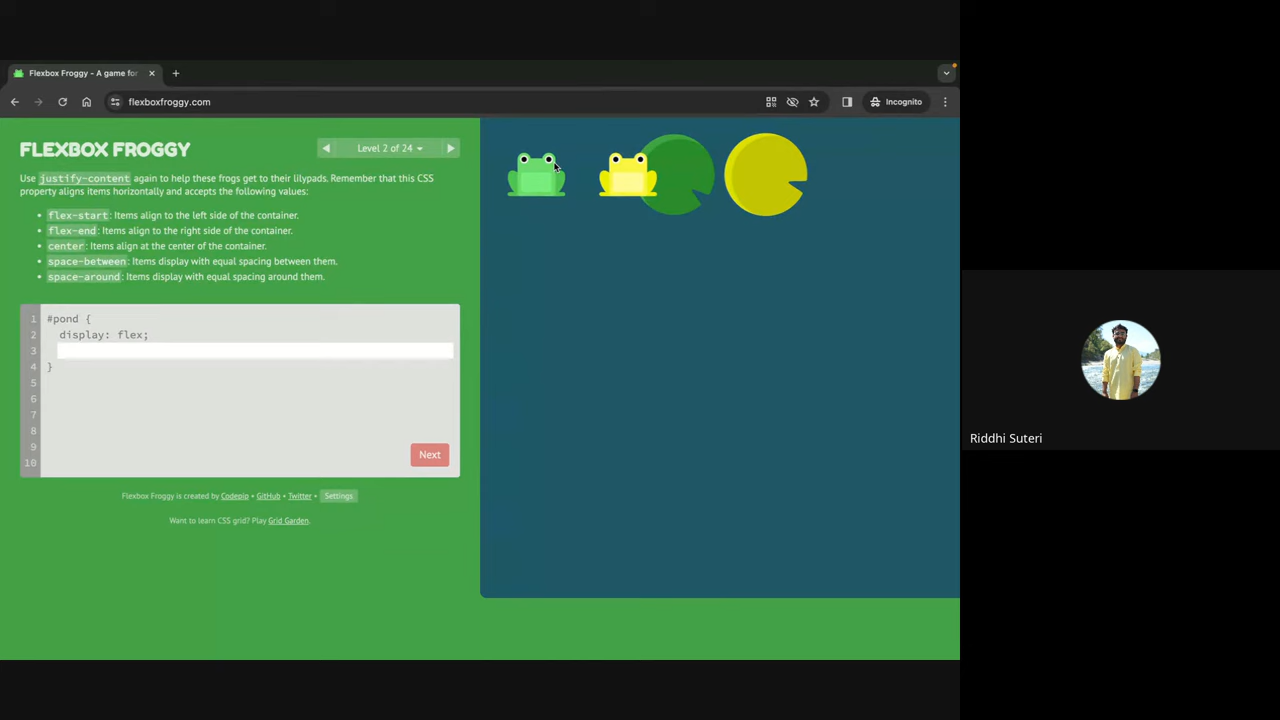 Flexbox Froggy - A game for
flexboxfroggy.com
Incognito
FLEXBOX FROGGY
Level 2 of 24
Use justify-content again to help these frogs get to their lilypads. Remember that this CSS
property aligns items horizontally and accepts the following values:
flex-start: Items align to the left side of the container.
flex-end: Items align to the right side of the container.
center: Items align at the center of the container.
space-between: Items display with equal spacing between them.
space-around: Items display with equal spacing around them.
1 #pond {
2 display: flex;
3
4 }
5
6
7
8
9
10
Next
Flexbox Froggy is created by Codepip • GitHub • Twitter • Settings
Want to learn CSS grid? Play Grid Garden.
Riddhi Suteri